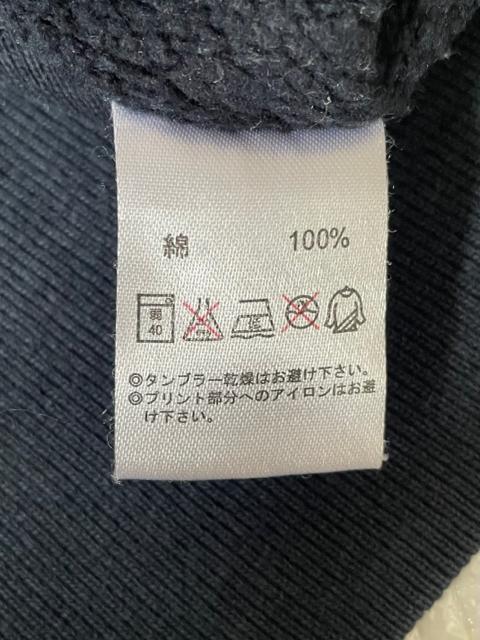 綿 100%
弱
40
◎タンブラー乾燥はお避け下さい。
◎プリント部分へのアイロンはお避
け下さい。